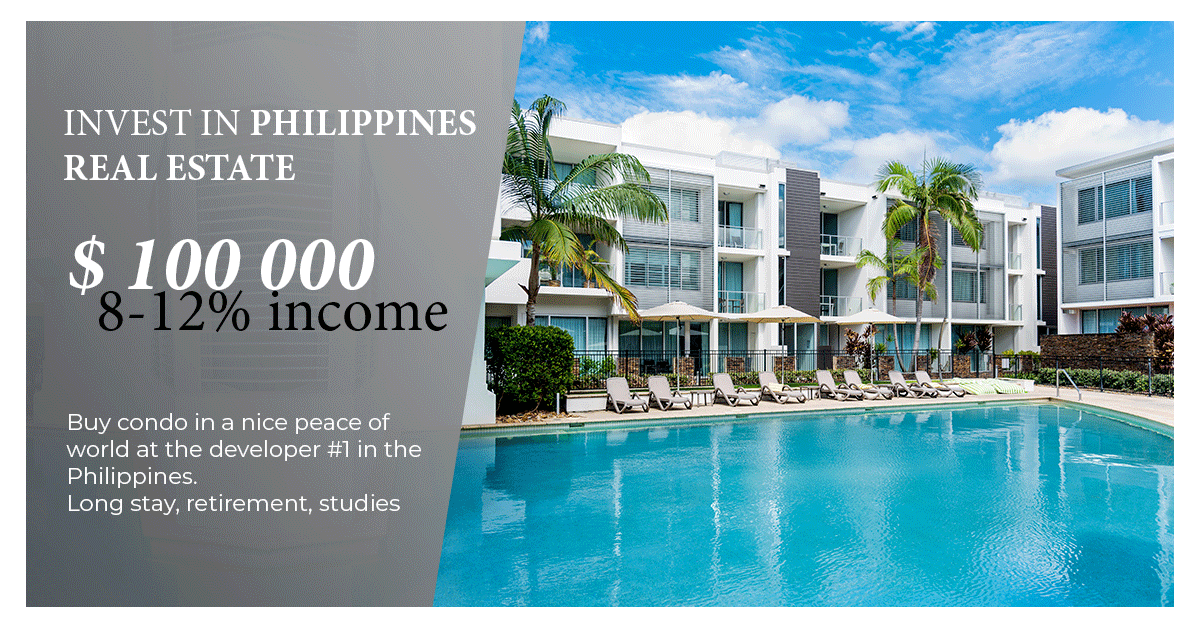 INVEST IN PHILIPPINES
REAL ESTATE
$ 100 000
8-12% income
Buy condo in a nice peace of
world at the developer #1 in the
Philippines.
Long stay, retirement, studies